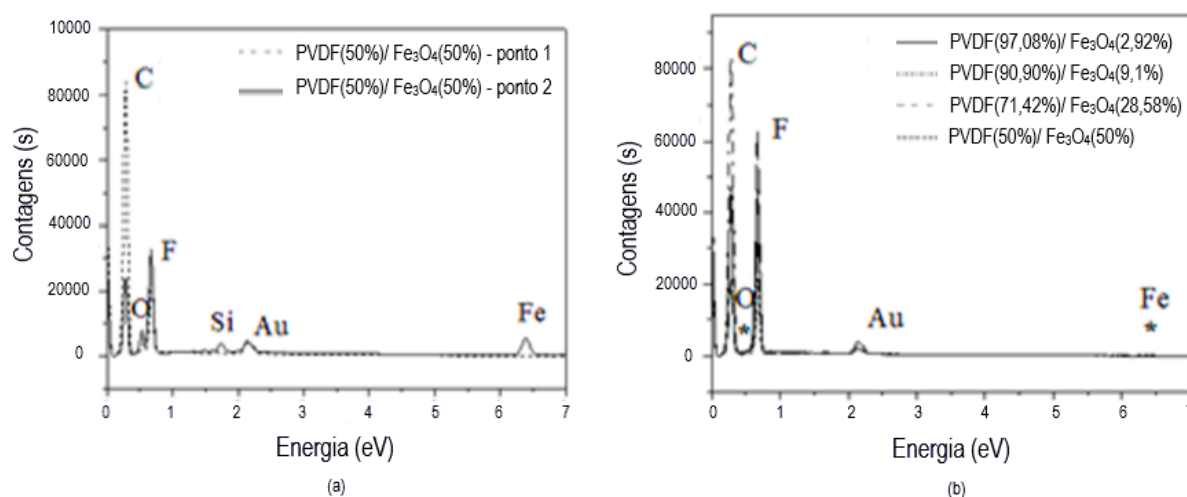 10000
80000
60000
40000
20000
0
Contagens (s)
PVDF(50%)/ Fe₃O₄(50%) - ponto 1
PVDF(50%)/ Fe₃O₄(50%) - ponto 2
C
O
F
Si
Au
Fe
0 1 2 3 4 5 6 7
Energia (eV)
(a)
80000
60000
40000
20000
0
Contagens (s)
PVDF(97,08%)/ Fe₃O₄(2,92%)
PVDF(90,90%)/ Fe₃O₄(9,1%)
PVDF(71,42%)/ Fe₃O₄(28,58%)
PVDF(50%)/ Fe₃O₄(50%)
C
O
*
F
Au
Fe
*
0 1 2 3 4 5 6 7
Energia (eV)
(b)